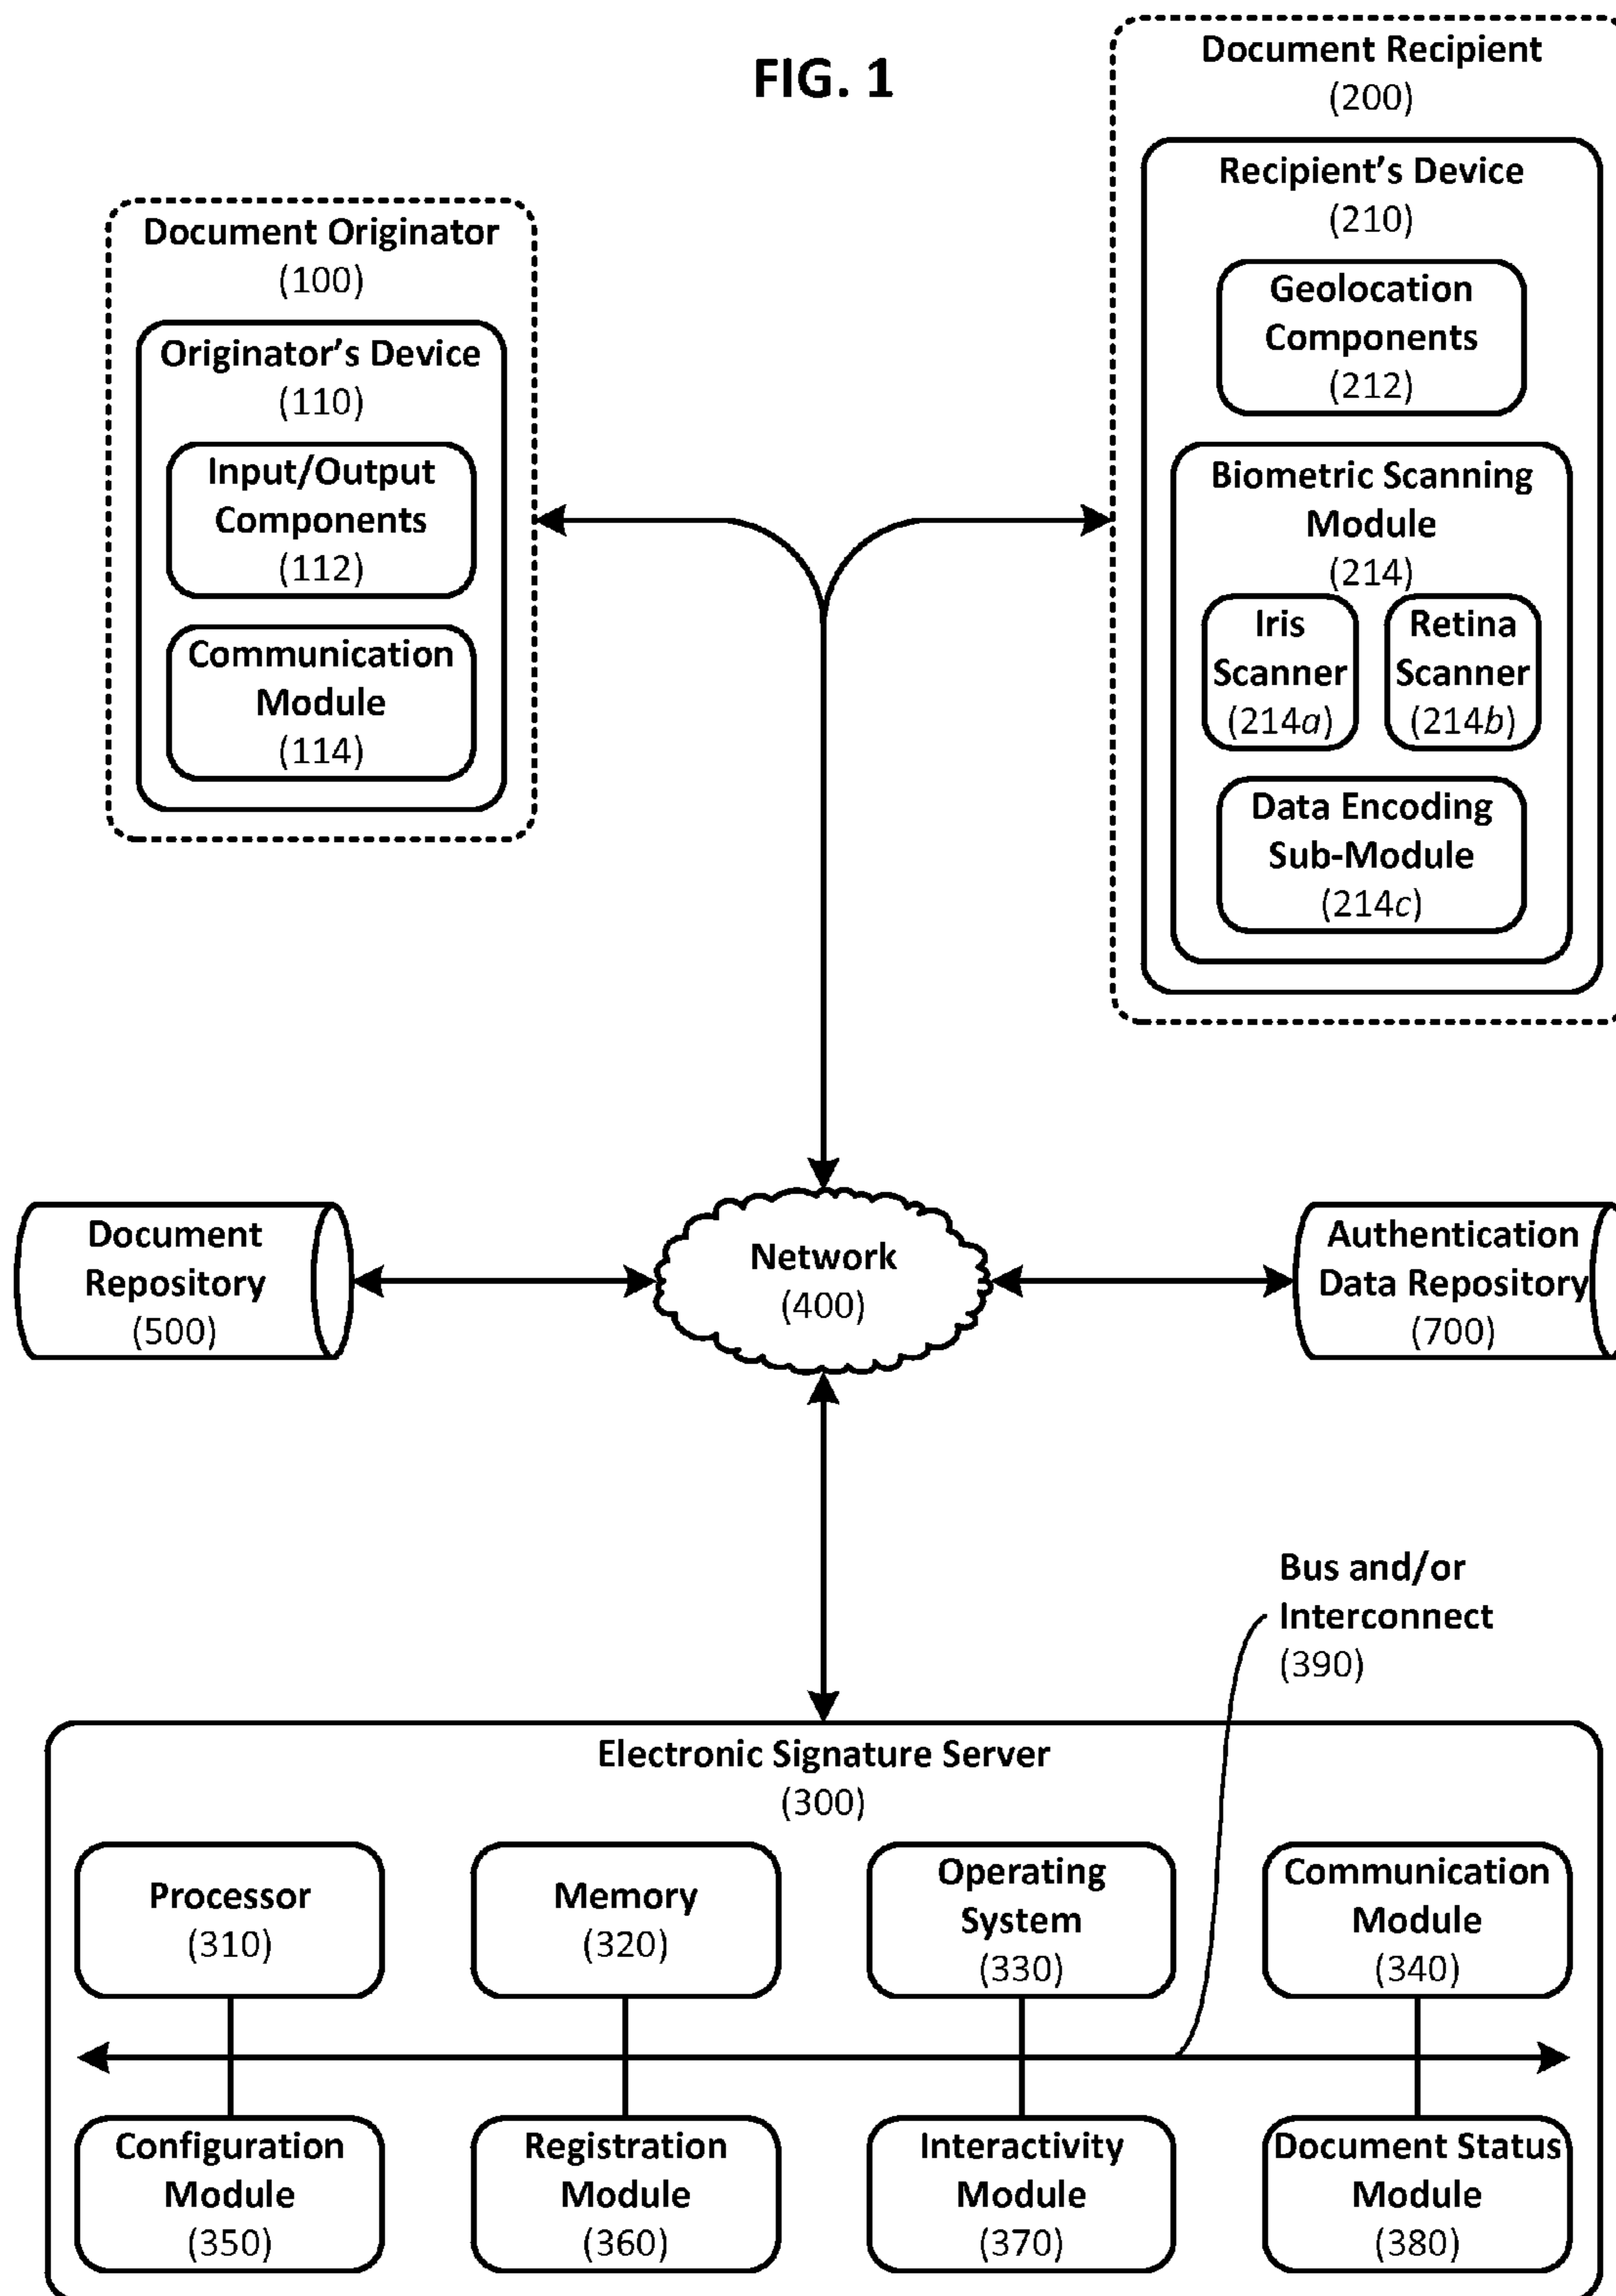 FIG. 1
Document Originator
(100)
Originator’s Device
(110)
Input/Output
Components
(112)
Communication
Module
(114)
Document Recipient
(200)
Recipient’s Device
(210)
Geolocation
Components
(212)
Biometric Scanning
Module
(214)
Iris
Scanner
(214a)
Retina
Scanner
(214b)
Data Encoding
Sub-Module
(214c)
Document
Repository
(500)
Network
(400)
Authentication
Data Repository
(700)
Bus and/or
Interconnect
(390)
Electronic Signature Server
(300)
Processor
(310)
Memory
(320)
Operating
System
(330)
Communication
Module
(340)
Configuration
Module
(350)
Registration
Module
(360)
Interactivity
Module
(370)
Document Status
Module
(380)